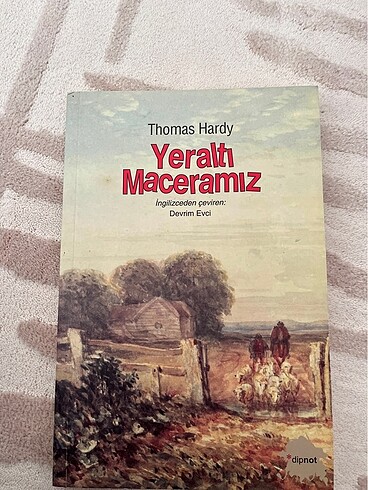 Thomas Hardy
Yeraltı
Maceramız
İngilizceden çeviren:
Devrim Evci
dipnot